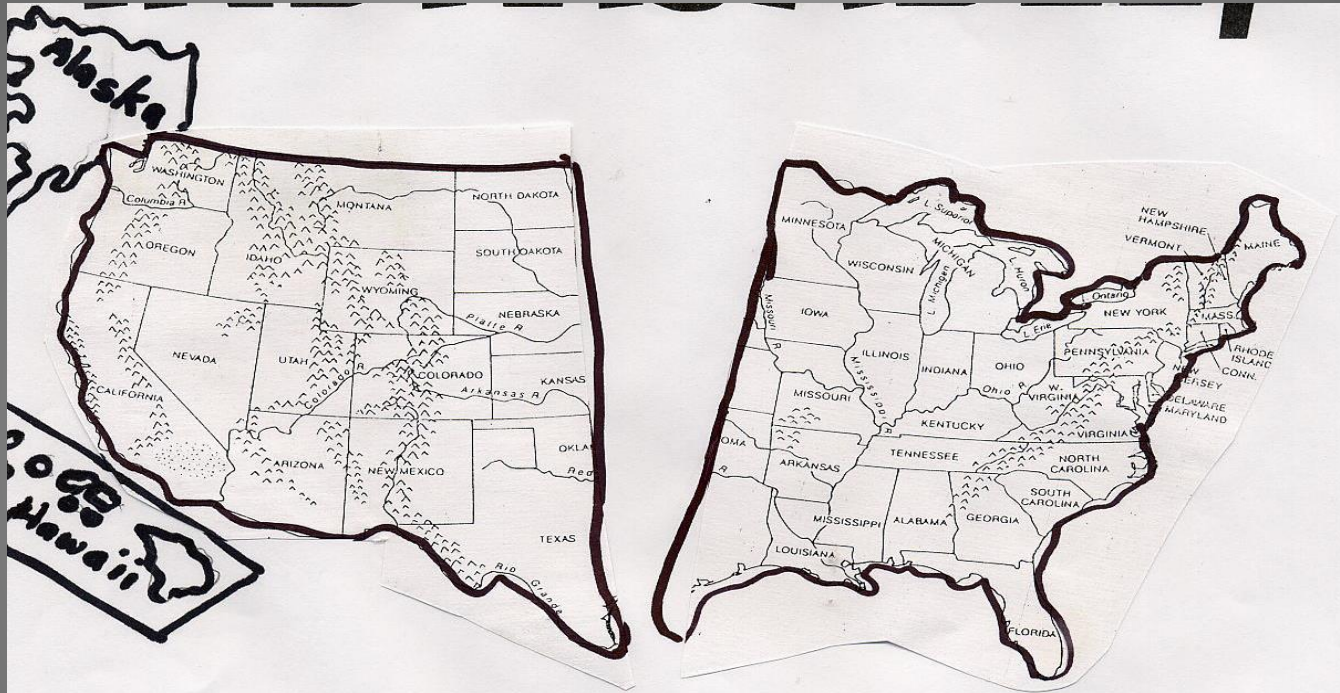 Alaska
Hawaii
WASHINGTON
Columbia R.
OREGON
IDAHO
MONTANA
NORTH DAKOTA
SOUTH DAKOTA
WYOMING
NEBRASKA
Platte R
NEVADA
UTAH
COLORADO
Colorado R.
KANSAS
Arkansas R
CALIFORNIA
ARIZONA
NEW MEXICO
OKLA
Red
TEXAS
Rio Grande
MINNESOTA
L. Superior
WISCONSIN
MICHIGAN
L. Michigan
L. Huron
NEW
HAMPSHIRE
VERMONT
MAINE
Ontario
NEW YORK
MASS.
L. Erie
RHODE
ISLAND
CONN.
Missouri R.
IOWA
ILLINOIS
INDIANA
OHIO
PENNSYLVANIA
NEW
JERSEY
DELAWARE
MARYLAND
Mississippi R
Ohio R.
W.
VIRGINIA
VIRGINIA
MISSOURI
KENTUCKY
OMA
R.
ARKANSAS
TENNESSEE
NORTH
CAROLINA
SOUTH
CAROLINA
MISSISSIPPI
ALABAMA
GEORGIA
LOUISIANA
FLORIDA